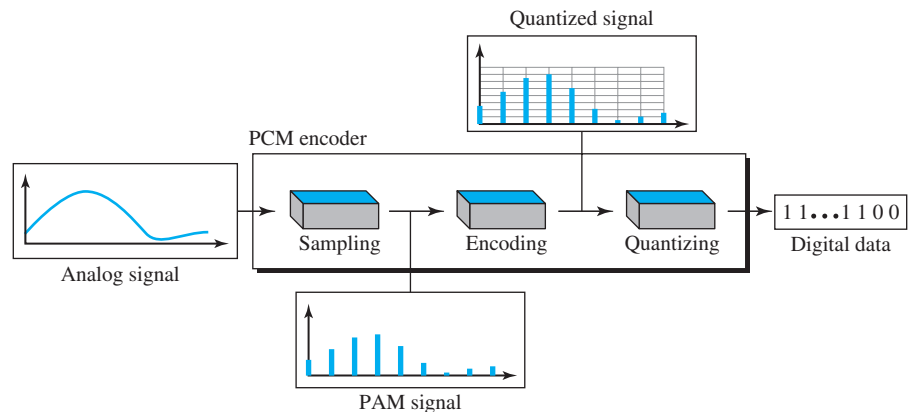 Quantized signal
PCM encoder
Sampling
Encoding
Quantizing
1 1...1 1 0 0
Digital data
Analog signal
PAM signal